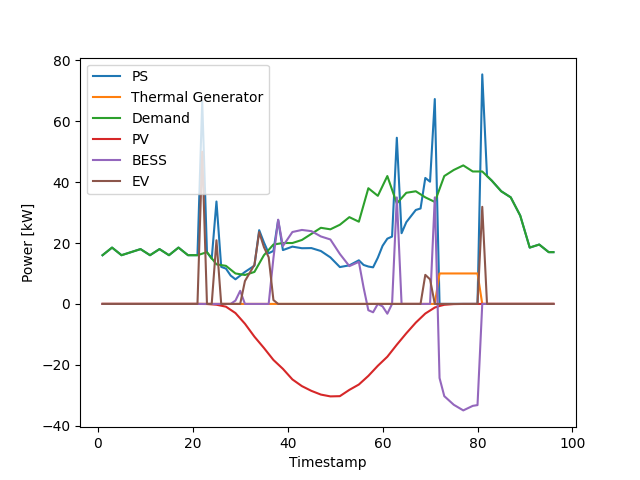 80
60
40
20
0
−20
−40
Power [kW]
PS
Thermal Generator
Demand
PV
BESS
EV
0
20
40
60
80
100
Timestamp